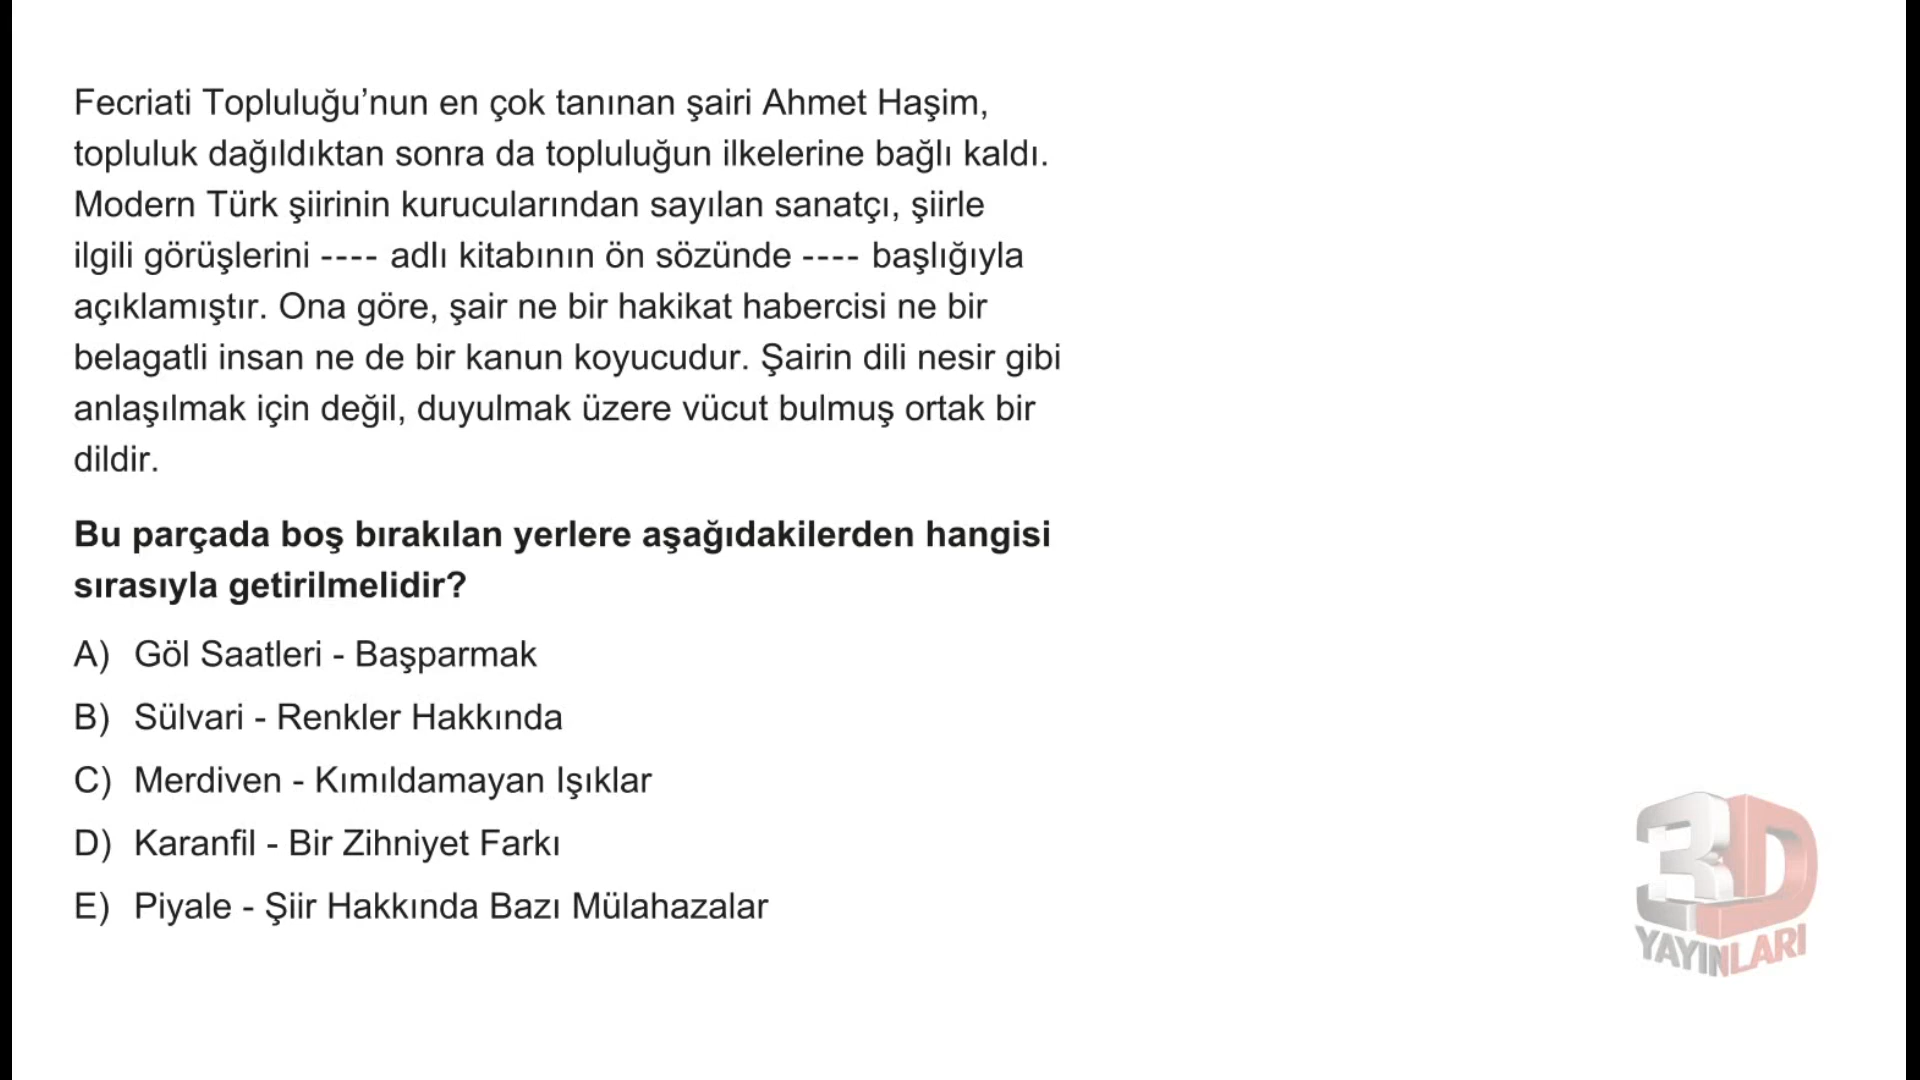 Fecriati Topluluğu’nun en çok tanınan şairi Ahmet Haşim,
topluluk dağıldıktan sonra da topluluğun ilkelerine bağlı kaldı.
Modern Türk şiirinin kurucularından sayılan sanatçı, şiirle
ilgili görüşlerini ---- adlı kitabının ön sözünde ---- başlığıyla
açıklamıştır. Ona göre, şair ne bir hakikat habercisi ne bir
belagatli insan ne de bir kanun koyucudur. Şairin dili nesir gibi
anlaşılmak için değil, duyulmak üzere vücut bulmuş ortak bir
dildir.
Bu parçada boş bırakılan yerlere aşağıdakilerden hangisi
sırasıyla getirilmelidir?
A) Göl Saatleri - Başparmak
B) Sülvari - Renkler Hakkında
C) Merdiven - Kımıldamayan Işıklar
D) Karanfil - Bir Zihniyet Farkı
E) Piyale - Şiir Hakkında Bazı Mülahazalar
3D
YAYINLARI